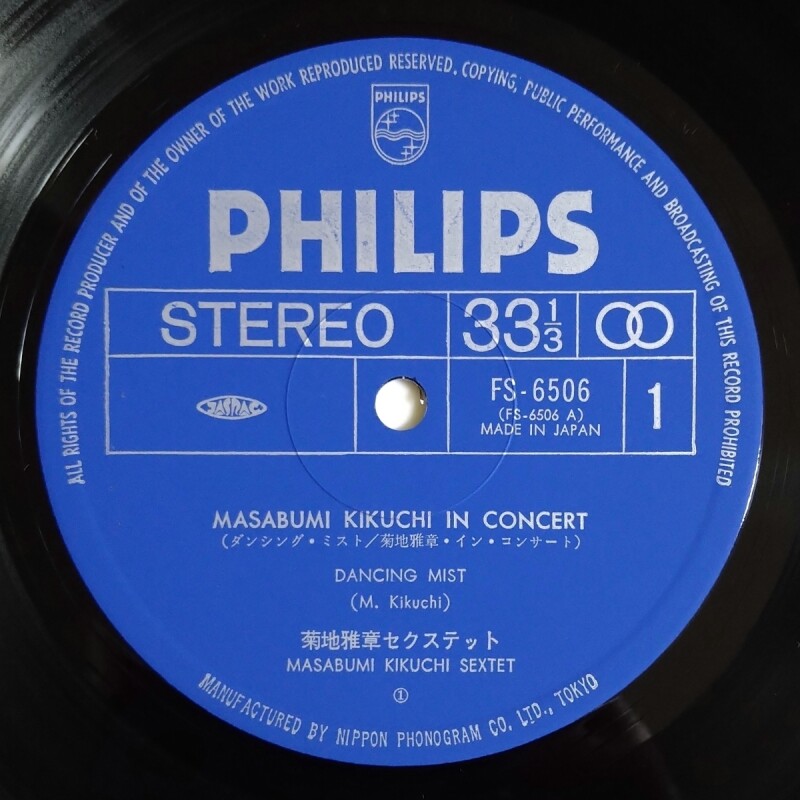 ALL RIGHTS OF THE RECORD PRODUCER AND OF THE OWNER OF THE WORK REPRODUCED RESERVED. COPYING, PUBLIC PERFORMANCE AND BROADCASTING OF THIS RECORD PROHIBITED
PHILIPS
PHILIPS
STEREO
33 1/3
JASRAC
FS-6506
(FS-6506 A)
MADE IN JAPAN
1
MASABUMI KIKUCHI IN CONCERT
(ダンシング・ミスト/菊地雅章・イン・コンサート)
DANCING MIST
(M. Kikuchi)
菊地雅章セクステット
MASABUMI KIKUCHI SEXTET
①
MANUFACTURED BY NIPPON PHONOGRAM CO. LTD., TOKYO